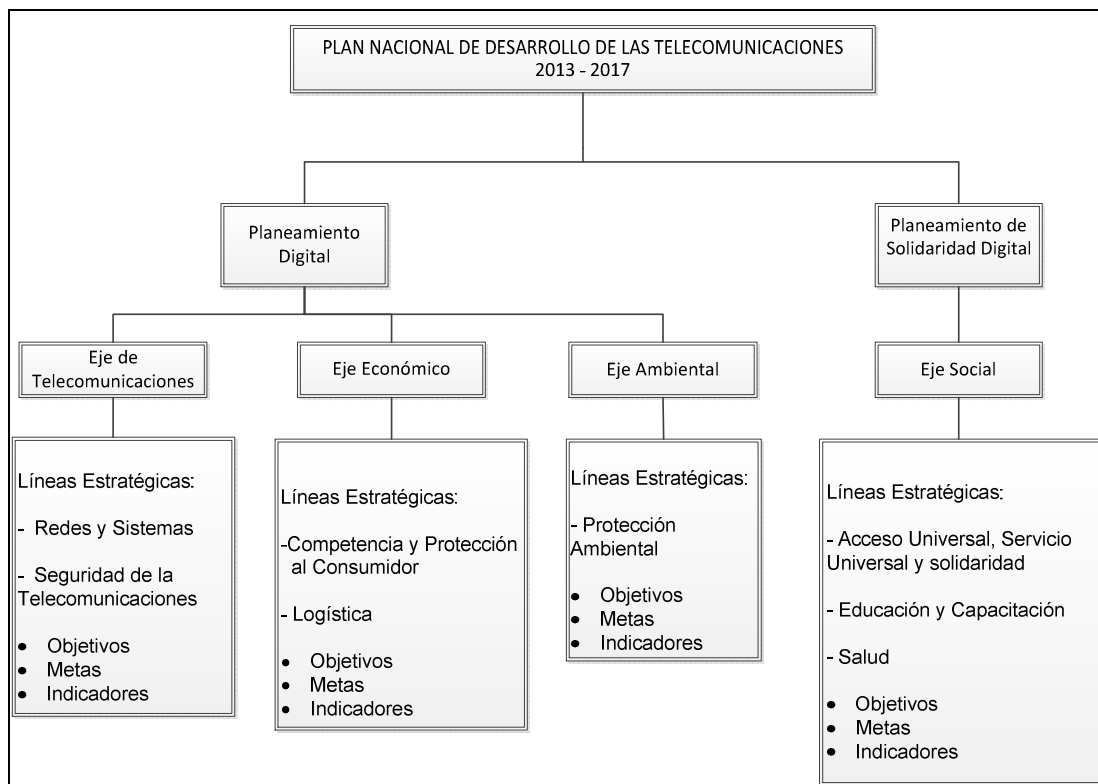 PLAN NACIONAL DE DESARROLLO DE LAS TELECOMUNICACIONES
2013 - 2017
Planeamiento
Digital
Planeamiento de
Solidaridad Digital
Eje de
Telecomunicaciones
Eje Económico
Eje Ambiental
Eje Social
Líneas Estratégicas:
- Redes y Sistemas
- Seguridad de la
Telecomunicaciones
• Objetivos
• Metas
• Indicadores
Líneas Estratégicas:
-Competencia y Protección
al Consumidor
- Logística
• Objetivos
• Metas
• Indicadores
Líneas Estratégicas:
- Protección
Ambiental
• Objetivos
• Metas
• Indicadores
Líneas Estratégicas:
- Acceso Universal, Servicio
Universal y solidaridad
- Educación y Capacitación
- Salud
• Objetivos
• Metas
• Indicadores